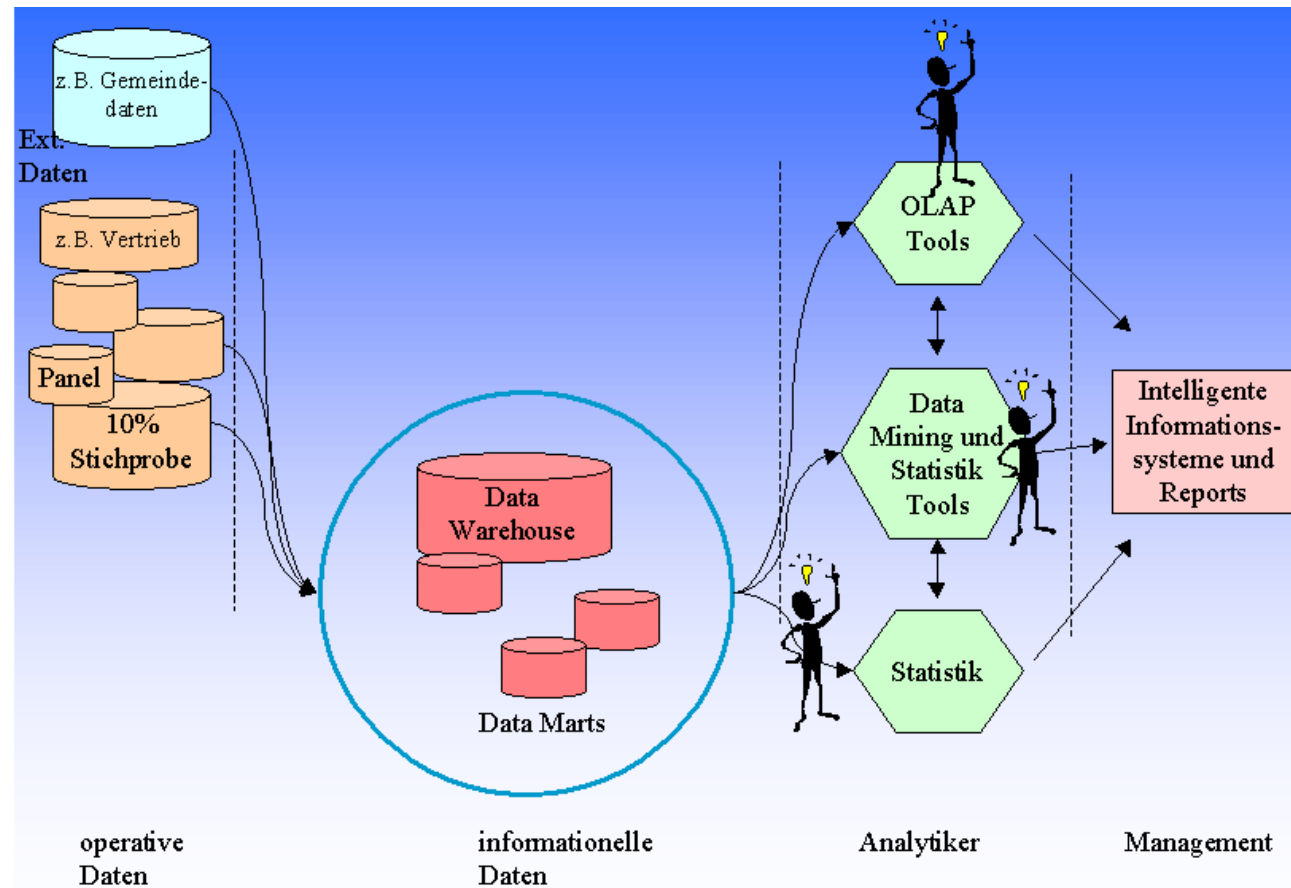 z.B. Gemeinde-
daten
Ext.
Daten
z.B. Vertrieb
Panel
10%
Stichprobe
Data
Warehouse
Data Marts
OLAP
Tools
Data
Mining und
Statistik
Tools
Statistik
Intelligente
Informations-
systeme und
Reports
operative
Daten
informationelle
Daten
Analytiker
Management